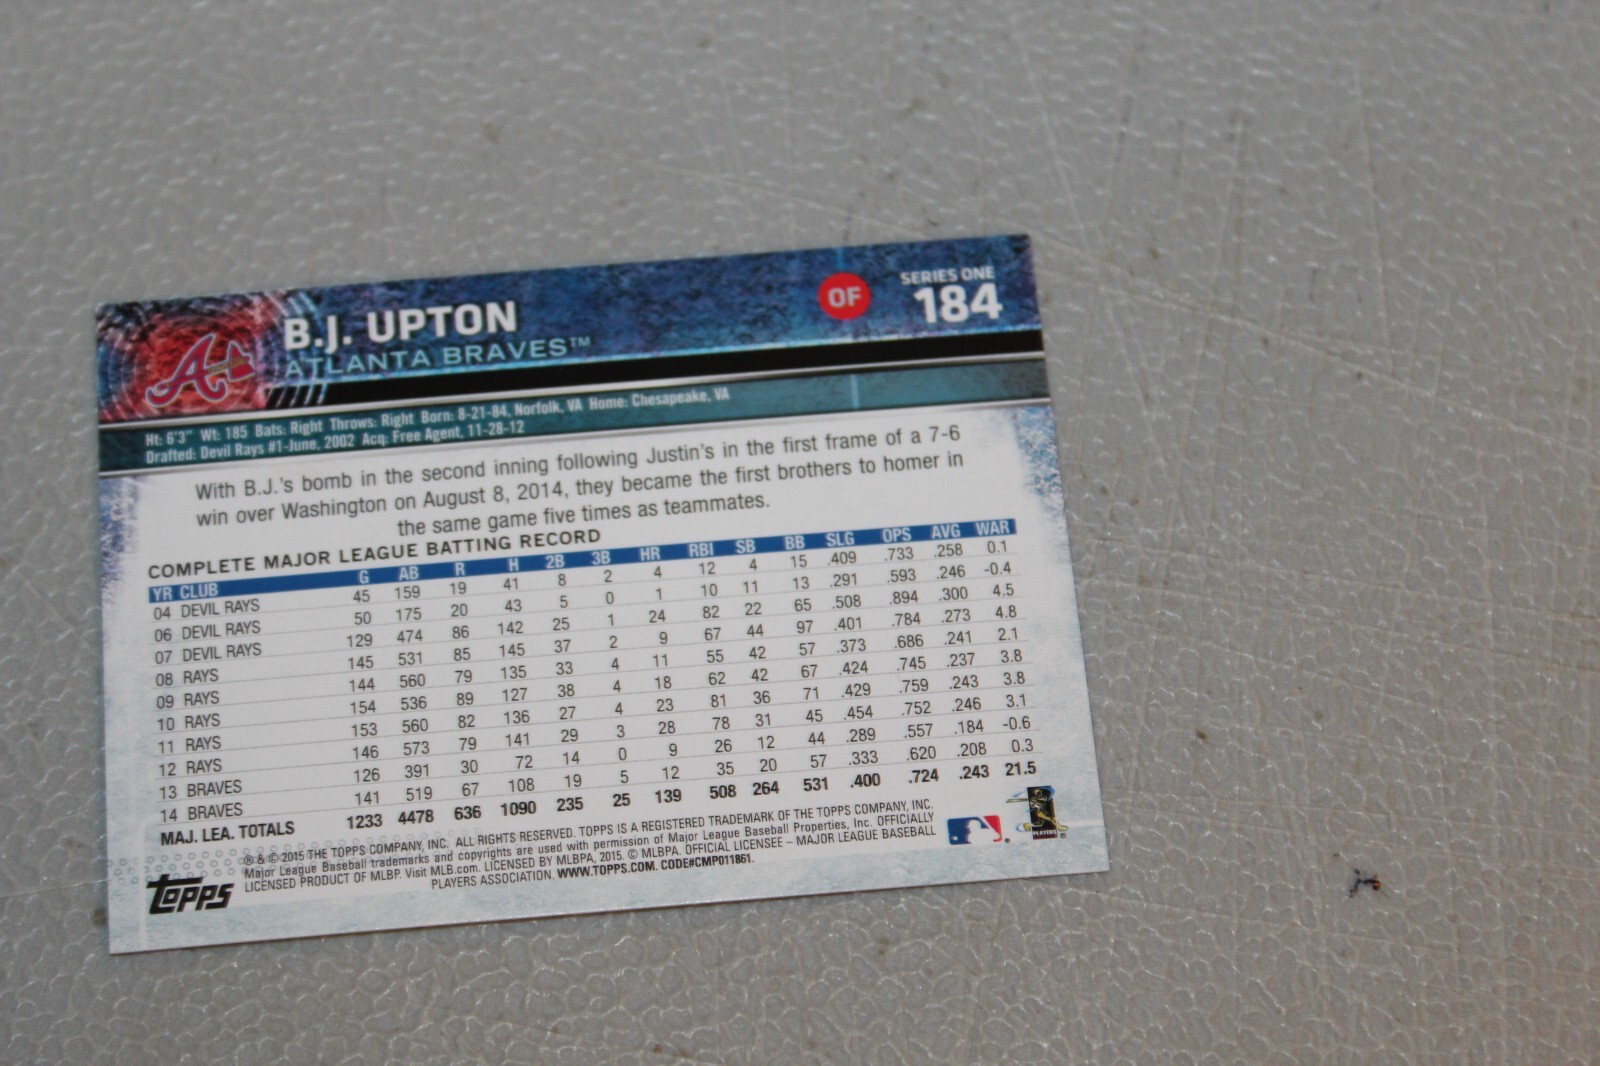 B.J. UPTON
ATLANTA BRAVES™
OF
SERIES ONE
184
Ht: 6'3" Wt: 185 Bats: Right Throws: Right Born: 8-21-84, Norfolk, VA Home: Chesapeake, VA
Drafted: Devil Rays #1-June, 2002 Acq: Free Agent, 11-28-12
With B.J.'s bomb in the second inning following Justin's in the first frame of a 7-6
win over Washington on August 8, 2014, they became the first brothers to homer in
the same game five times as teammates.
COMPLETE MAJOR LEAGUE BATTING RECORD
YR CLUB G AB R H 2B 3B HR RBI SB BB SLG OPS AVG WAR
04 DEVIL RAYS 45 159 19 41 8 2 4 12 4 15 .409 .733 .258 0.1
06 DEVIL RAYS 50 175 20 43 5 0 1 10 11 13 .291 .593 .246 -0.4
07 DEVIL RAYS 129 474 86 142 25 1 24 82 22 65 .508 .894 .300 4.5
08 RAYS 145 531 85 145 37 2 9 67 44 97 .401 .784 .273 4.8
09 RAYS 144 560 79 135 33 4 11 55 42 57 .373 .686 .241 2.1
10 RAYS 154 536 89 127 38 4 18 62 42 67 .424 .745 .237 3.8
11 RAYS 153 560 82 136 27 4 23 81 36 71 .429 .759 .243 3.8
12 RAYS 146 573 79 141 29 3 28 78 31 45 .454 .752 .246 3.1
13 BRAVES 126 391 30 72 14 0 9 26 12 44 .289 .557 .184 -0.6
14 BRAVES 141 519 67 108 19 5 12 35 20 57 .333 .620 .208 0.3
MAJ. LEA. TOTALS 1233 4478 636 1090 235 25 139 508 264 531 .400 .724 .243 21.5
® & © 2015 THE TOPPS COMPANY, INC. ALL RIGHTS RESERVED. TOPPS IS A REGISTERED TRADEMARK OF THE TOPPS COMPANY, INC.
Major League Baseball trademarks and copyrights are used with permission of Major League Baseball Properties, Inc. OFFICIALLY
LICENSED PRODUCT OF MLBP. Visit MLB.com. LICENSED BY MLBPA, 2015. © MLBPA. OFFICIAL LICENSEE – MAJOR LEAGUE BASEBALL
PLAYERS ASSOCIATION. WWW.TOPPS.COM. CODE#CMP011861.
topps
PLAYERS